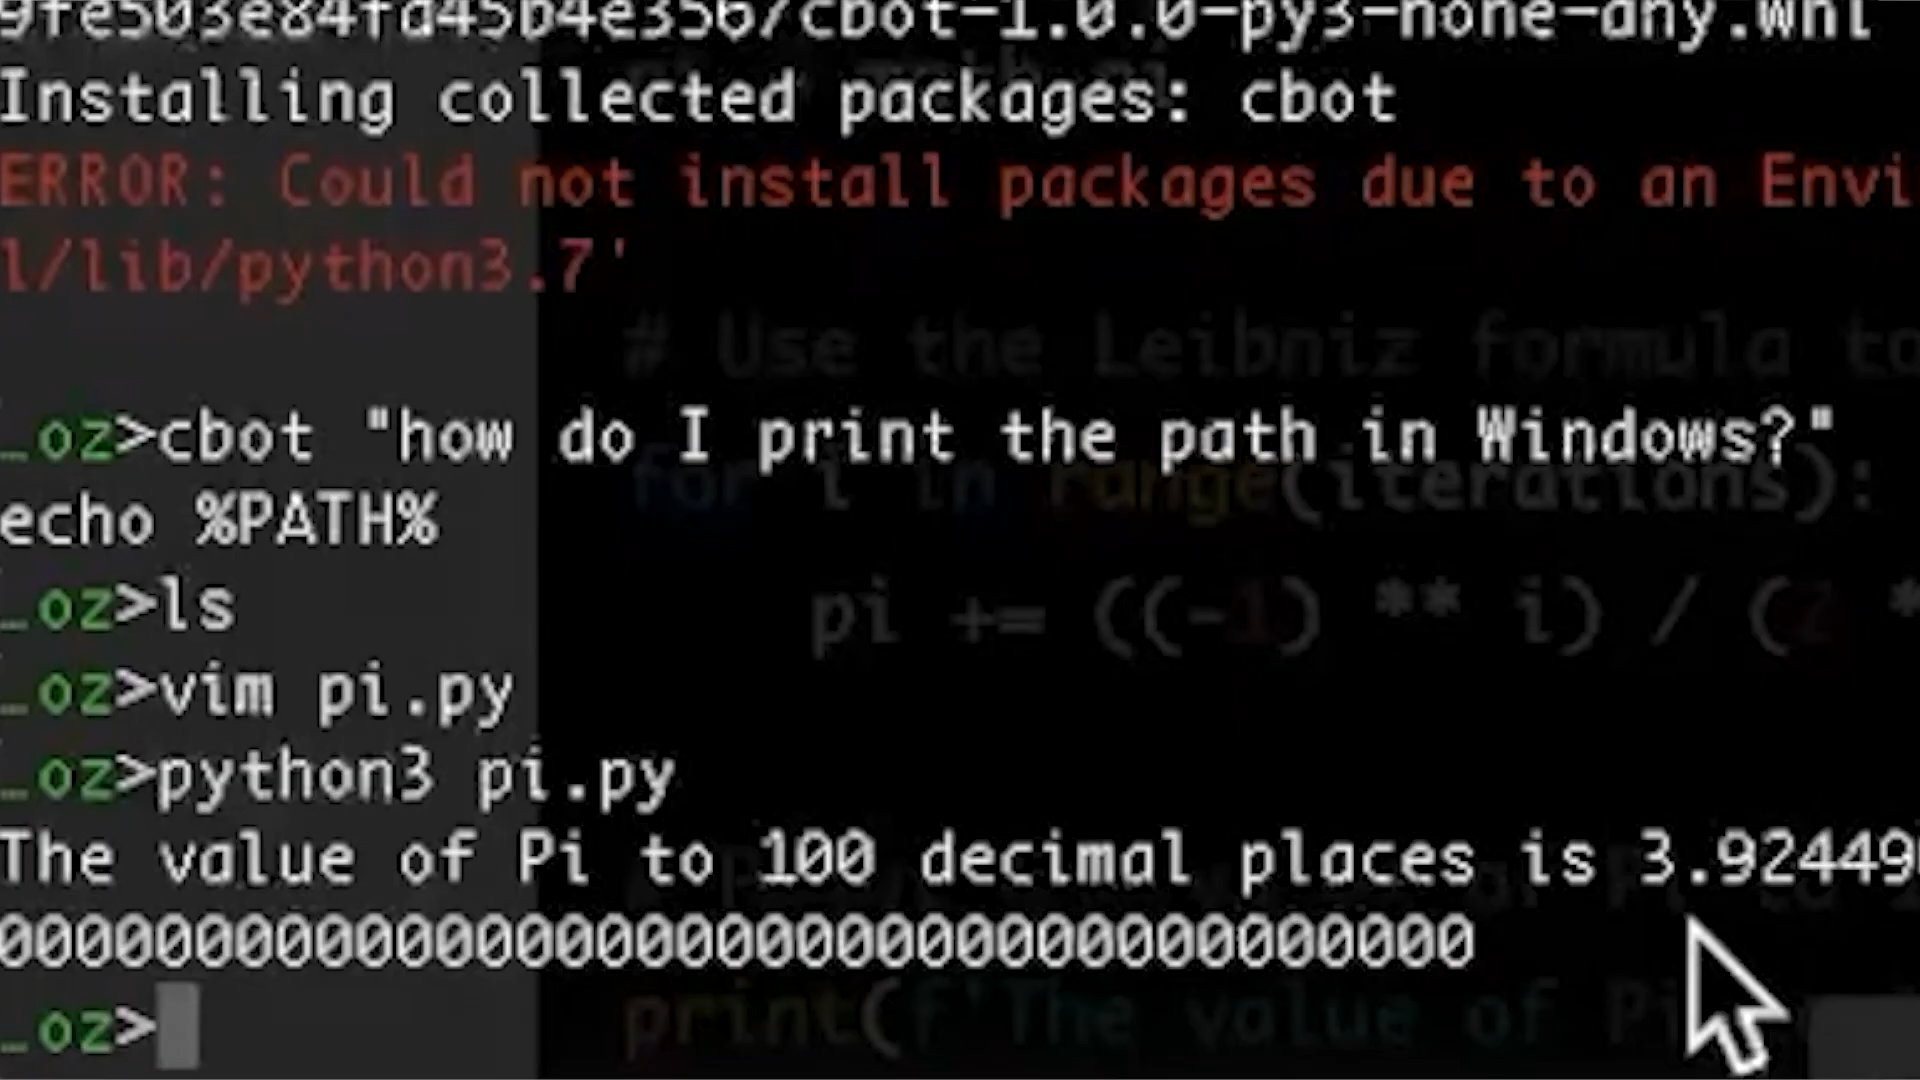 9fe503e84fd45b4e356/cbot-1.0.0-py3-none-any.whl
Installing collected packages: cbot
ERROR: Could not install packages due to an Envi
l/lib/python3.7'
# Use the Leibniz formula to
_oz>cbot "how do I print the path in Windows?"
for i in range(iterations):
echo %PATH%
_oz>ls
pi += ((-1) ** i) / (2 *
_oz>vim pi.py
_oz>python3 pi.py
The value of Pi to 100 decimal places is 3.92449
0000000000000000000000000000000000000
print(f'The value of Pi
_oz>